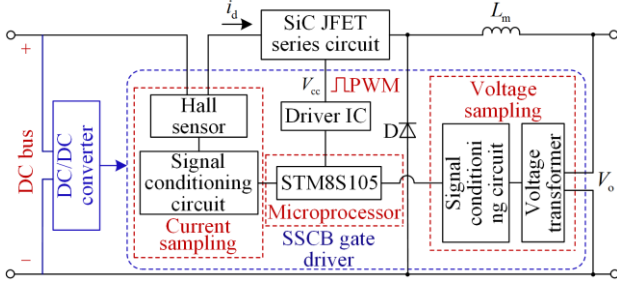 i_d
SiC JFET
series circuit
L_m
+
DC bus
−
DC/DC
converter
Hall
sensor
Signal
conditioning
circuit
Current
sampling
V_cc
PWM
Driver IC
STM8S105
Microprocessor
SSCB gate
driver
D
Voltage
sampling
Signal
conditioni
ng circuit
Voltage
transformer
V_o